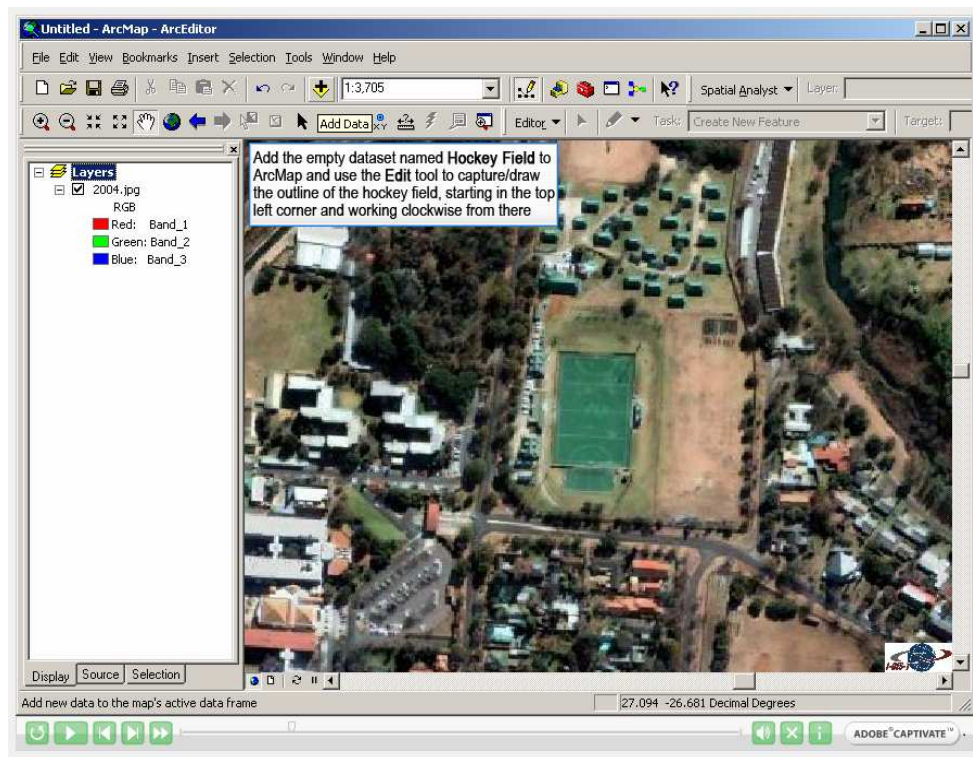 Untitled - ArcMap - ArcEditor
File Edit View Bookmarks Insert Selection Tools Window Help
1:3,705
Spatial Analyst Layer:
Add Data XY
Editor Task: Create New Feature Target:
Layers
2004.jpg
RGB
Red: Band_1
Green: Band_2
Blue: Band_3
Add the empty dataset named Hockey Field to
ArcMap and use the Edit tool to capture/draw
the outline of the hockey field, starting in the top
left corner and working clockwise from there
Display Source Selection
Add new data to the map's active data frame
27.094 -26.681 Decimal Degrees
ADOBE® CAPTIVATE™